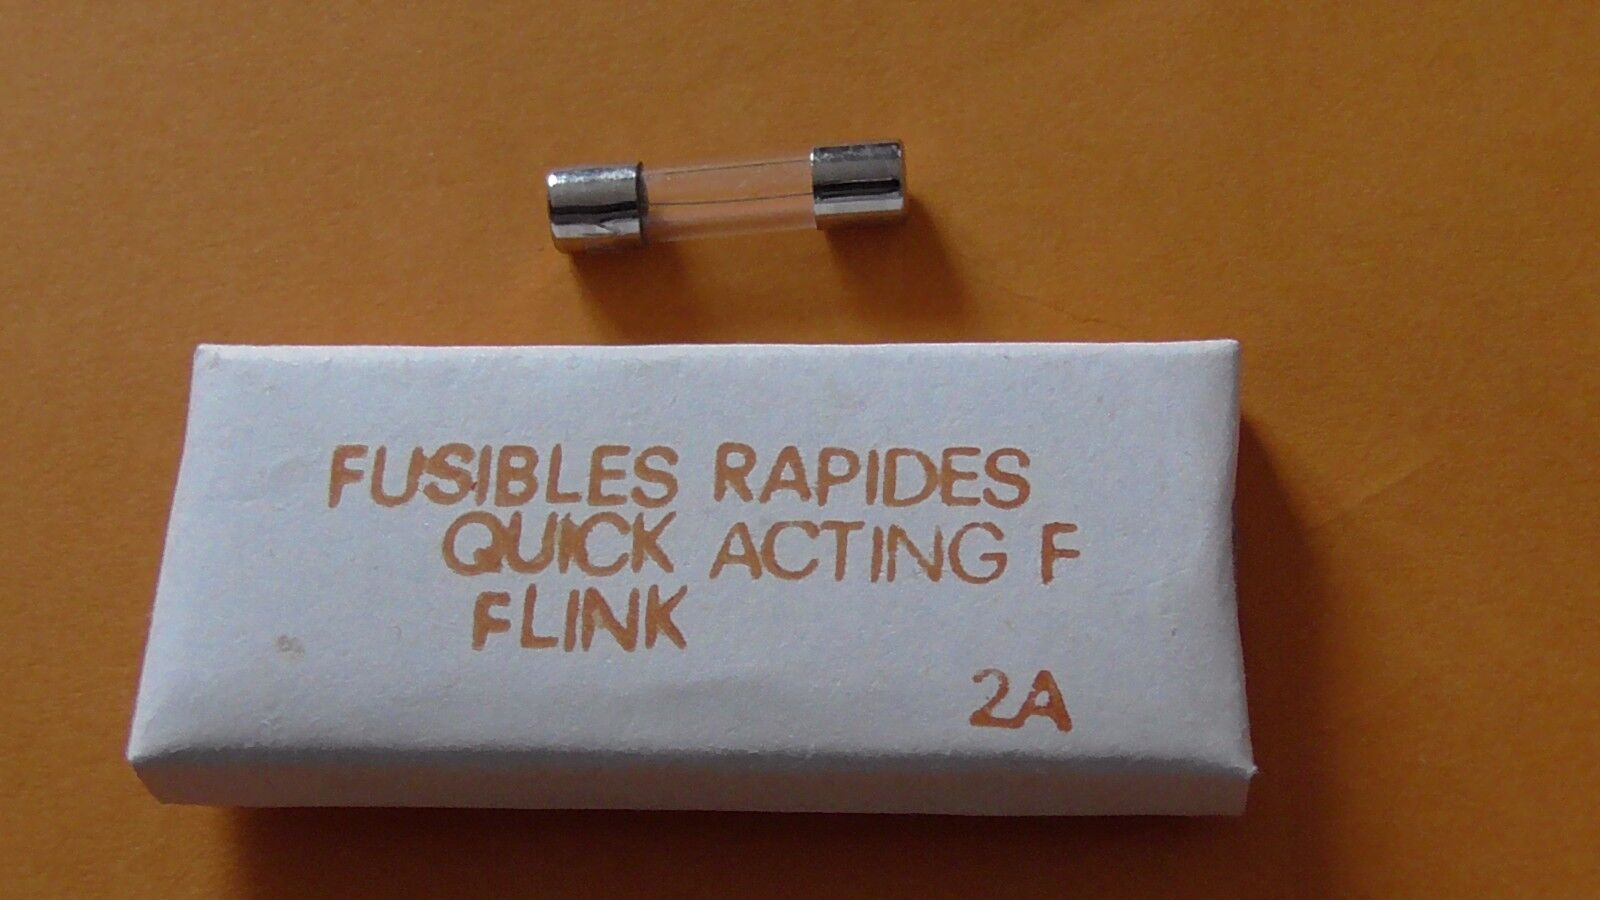 FUSIBLES RAPIDES
QUICK ACTING F
FLINK
2A